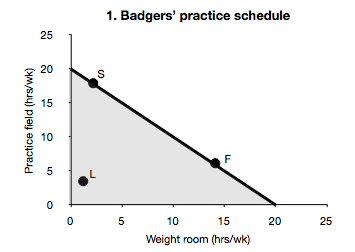 1. Badgers' practice schedule
Practice field (hrs/wk)
25
20
15
10
5
0
S
F
L
0 5 10 15 20 25
Weight room (hrs/wk)